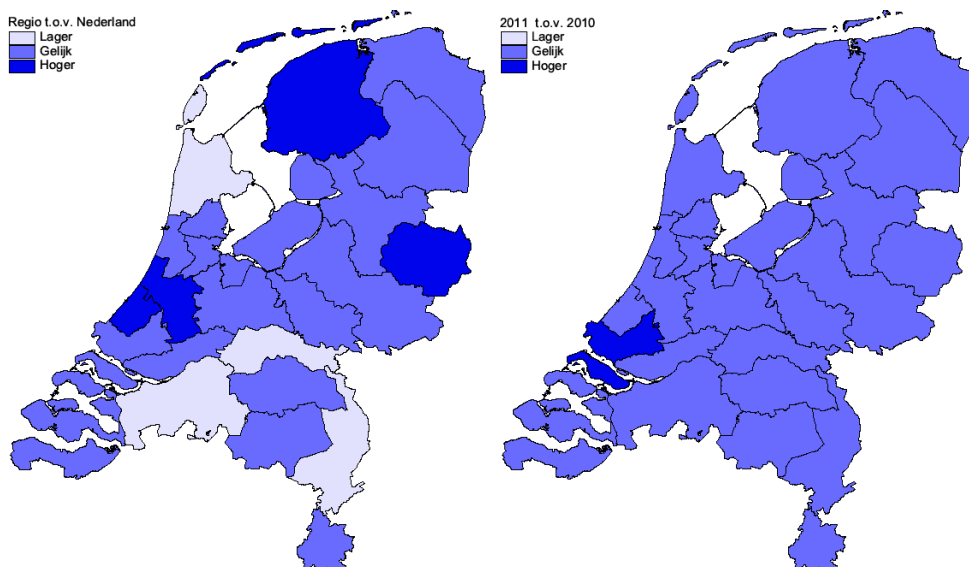 Regio t.o.v. Nederland
Lager
Gelijk
Hoger
2011 t.o.v. 2010
Lager
Gelijk
Hoger